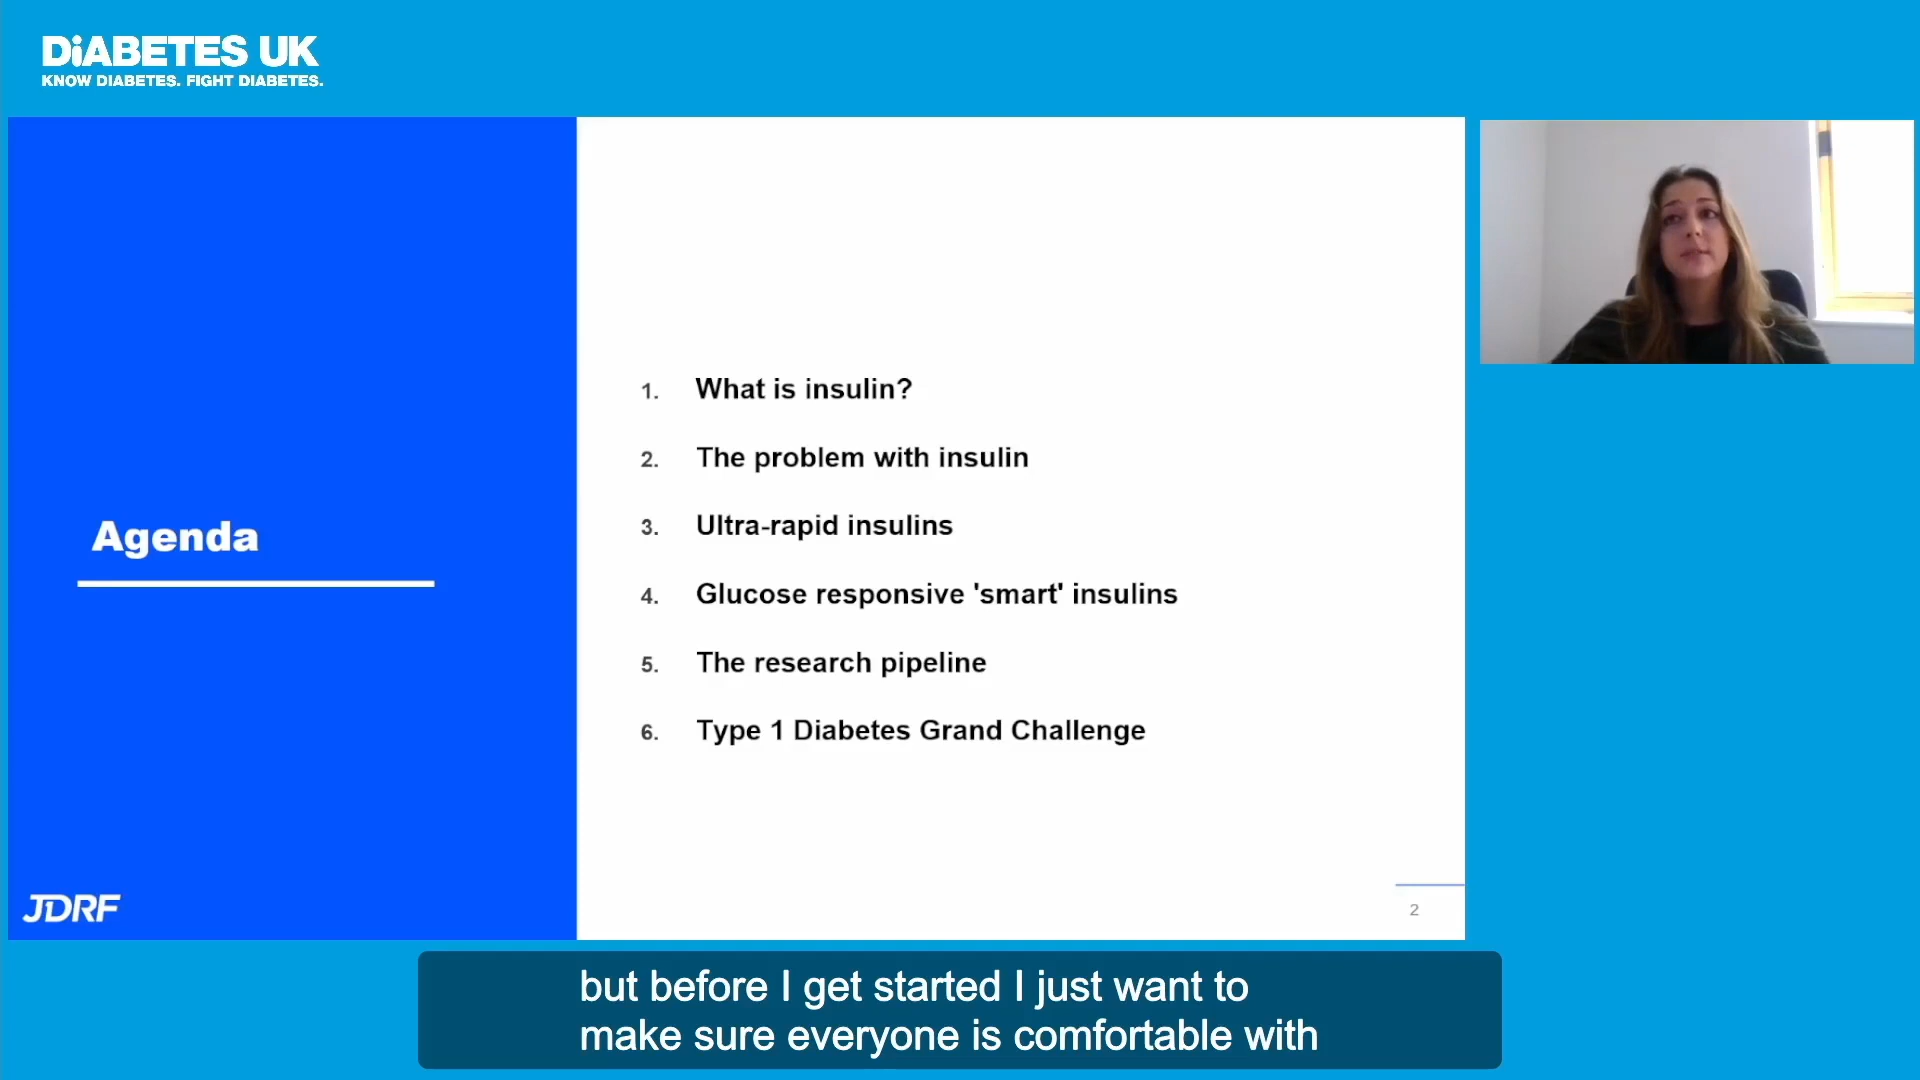 DiABETES UK
KNOW DIABETES. FIGHT DIABETES.
Agenda
1. What is insulin?
2. The problem with insulin
3. Ultra-rapid insulins
4. Glucose responsive 'smart' insulins
5. The research pipeline
6. Type 1 Diabetes Grand Challenge
JDRF
2
but before I get started I just want to
make sure everyone is comfortable with